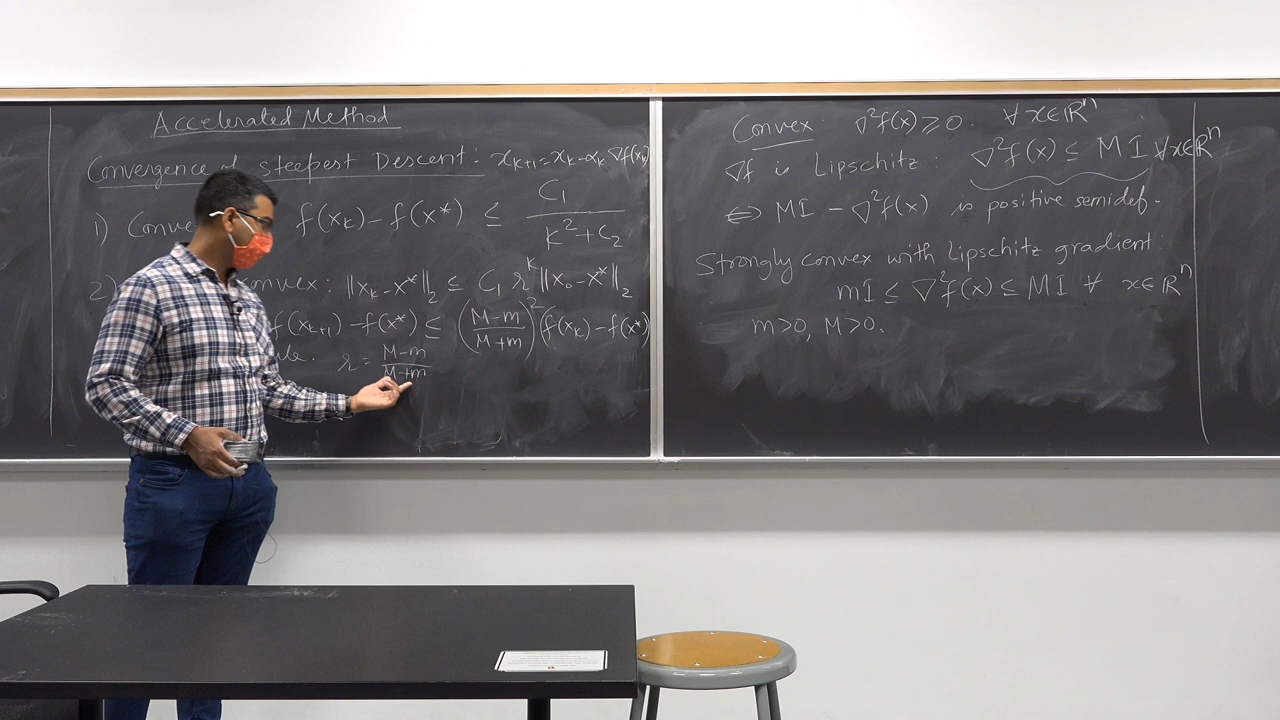 Accelerated Method
Convergence of Steepest Descent: x_{k+1} = x_k - α_k ∇f(x_k)
1) Conve f(x_k) - f(x*) ≤ C_1 / (k² + C_2)
2) onvex: ||x_k - x*||_2 ≤ C_1 r^k ||x_0 - x*||_2
f(x_{k+1}) - f(x*) ≤ ((M-m)/(M+m))² (f(x_k) - f(x*))
r = (M-m)/(M+m)
Convex: ∇²f(x) ≥ 0. ∀ x∈ℝⁿ
∇f is Lipschitz: ∇²f(x) ≤ MI ∀x∈ℝⁿ
⇔ MI - ∇²f(x) is positive semidef.
Strongly convex with Lipschitz gradient:
mI ≤ ∇²f(x) ≤ MI ∀ x∈ℝⁿ
m>0, M>0.